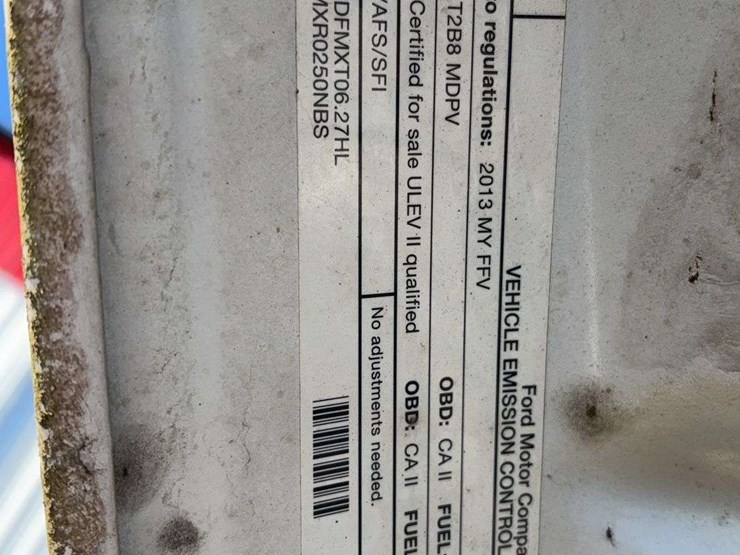 Ford Motor Compa
VEHICLE EMISSION CONTROL
o regulations: 2013 MY FFV
T2B8 MDPV OBD: CA II FUEL
Certified for sale ULEV II qualified OBD: CA II FUEL
/AFS/SFI No adjustments needed.
DFMXT06.27HL
MXR0250NBS